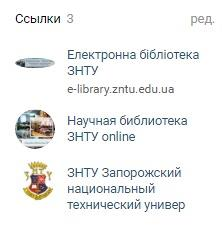 Ссылки 3 ред.
Електронна бібліотека
ЗНТУ
e-library.zntu.edu.ua
Научная библиотека
ЗНТУ online
ЗНТУ Запорожский
национальный
технический универ